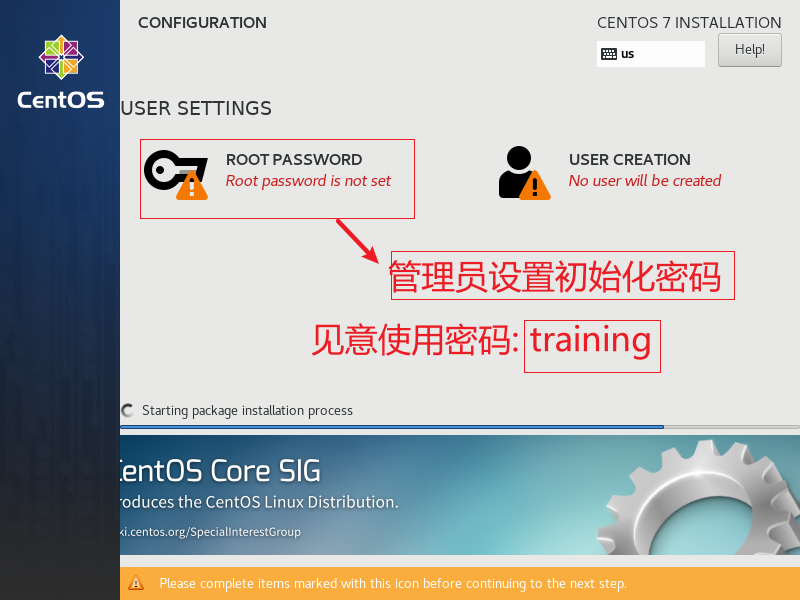 CONFIGURATION
CENTOS 7 INSTALLATION
us
Help!
CentOS
USER SETTINGS
ROOT PASSWORD
Root password is not set
USER CREATION
No user will be created
管理员设置初始化密码
见意使用密码: training
Starting package installation process
CentOS Core SIG
roduces the CentOS Linux Distribution.
ki.centos.org/SpecialInterestGroup
Please complete items marked with this icon before continuing to the next step.